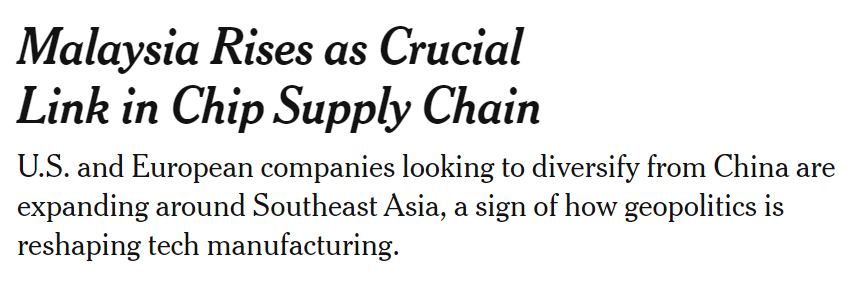 Malaysia Rises as Crucial
Link in Chip Supply Chain
U.S. and European companies looking to diversify from China are
expanding around Southeast Asia, a sign of how geopolitics is
reshaping tech manufacturing.